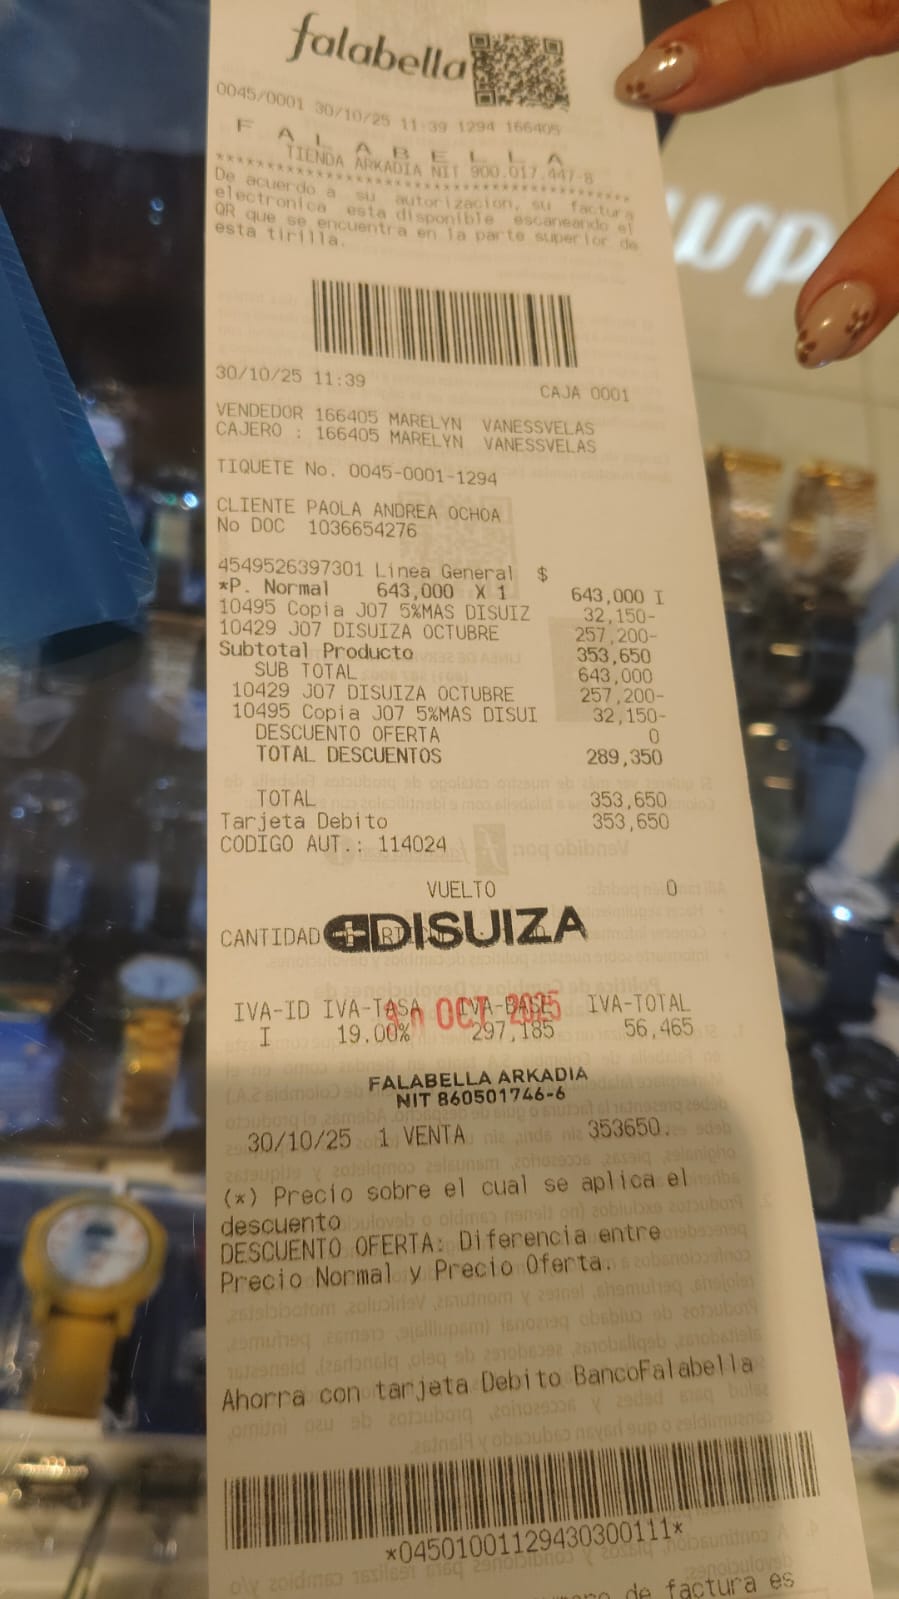 falabella
0045/0001 30/10/25 11:39 1294 166405
F A L A B E L L A
TIENDA ARKADIA NIT 900.017.447-8
************************************
De acuerdo a su autorizacion, su factura
electronica esta disponible escaneando el
QR que se encuentra en la parte superior de
esta tirilla.
30/10/25 11:39
CAJA 0001
VENDEDOR 166405 MARELYN VANESSVELAS
CAJERO : 166405 MARELYN VANESSVELAS
TIQUETE No. 0045-0001-1294
CLIENTE PAOLA ANDREA OCHOA
No DOC 1036654276
4549526397301 Linea General $
*P. Normal 643,000 X 1 643,000 I
10495 Copia J07 5%MAS DISUIZ 32,150-
10429 J07 DISUIZA OCTUBRE 257,200-
Subtotal Producto 353,650
SUB TOTAL 643,000
10429 J07 DISUIZA OCTUBRE 257,200-
10495 Copia J07 5%MAS DISUI 32,150-
DESCUENTO OFERTA 0
TOTAL DESCUENTOS 289,350
TOTAL 353,650
Tarjeta Debito 353,650
CODIGO AUT.: 114024
VUELTO 0
CANTIDAD
DISUIZA
IVA-ID IVA-TASA IVA-BASE IVA-TOTAL
OCT 2025
I 19.00% 297,185 56,465
FALABELLA ARKADIA
NIT 860501746-6
30/10/25 1 VENTA 353650.
(*) Precio sobre el cual se aplica el
descuento
DESCUENTO OFERTA: Diferencia entre
Precio Normal y Precio Oferta.
Ahorra con tarjeta Debito BancoFalabella
*04501001129430300111*
de factura es